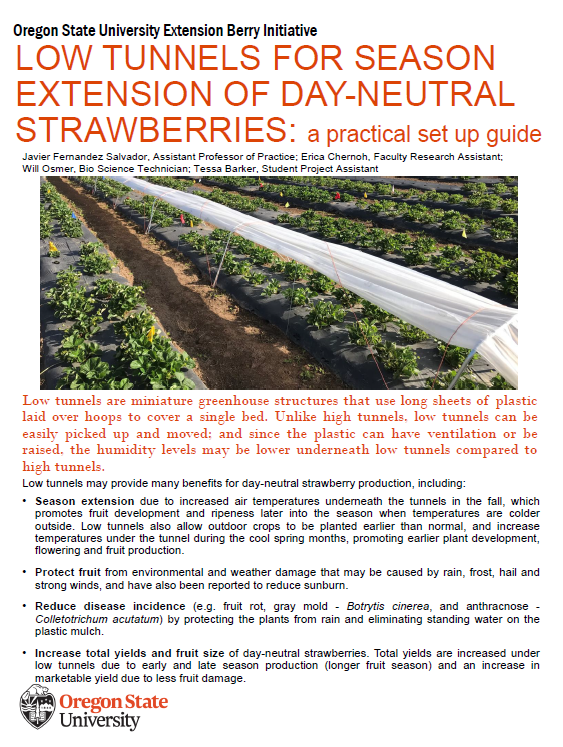 Oregon State University Extension Berry Initiative
LOW TUNNELS FOR SEASON
EXTENSION OF DAY-NEUTRAL
STRAWBERRIES: a practical set up guide
Javier Fernandez Salvador, Assistant Professor of Practice; Erica Chernoh, Faculty Research Assistant;
Will Osmer, Bio Science Technician; Tessa Barker, Student Project Assistant
Low tunnels are miniature greenhouse structures that use long sheets of plastic
laid over hoops to cover a single bed. Unlike high tunnels, low tunnels can be
easily picked up and moved; and since the plastic can have ventilation or be
raised, the humidity levels may be lower underneath low tunnels compared to
high tunnels.
Low tunnels may provide many benefits for day-neutral strawberry production, including:
• Season extension due to increased air temperatures underneath the tunnels in the fall, which
promotes fruit development and ripeness later into the season when temperatures are colder
outside. Low tunnels also allow outdoor crops to be planted earlier than normal, and increase
temperatures under the tunnel during the cool spring months, promoting earlier plant development,
flowering and fruit production.
• Protect fruit from environmental and weather damage that may be caused by rain, frost, hail and
strong winds, and have also been reported to reduce sunburn.
• Reduce disease incidence (e.g. fruit rot, gray mold - Botrytis cinerea, and anthracnose -
Colletotrichum acutatum) by protecting the plants from rain and eliminating standing water on the
plastic mulch.
• Increase total yields and fruit size of day-neutral strawberries. Total yields are increased under
low tunnels due to early and late season production (longer fruit season) and an increase in
marketable yield due to less fruit damage.
Oregon State
University